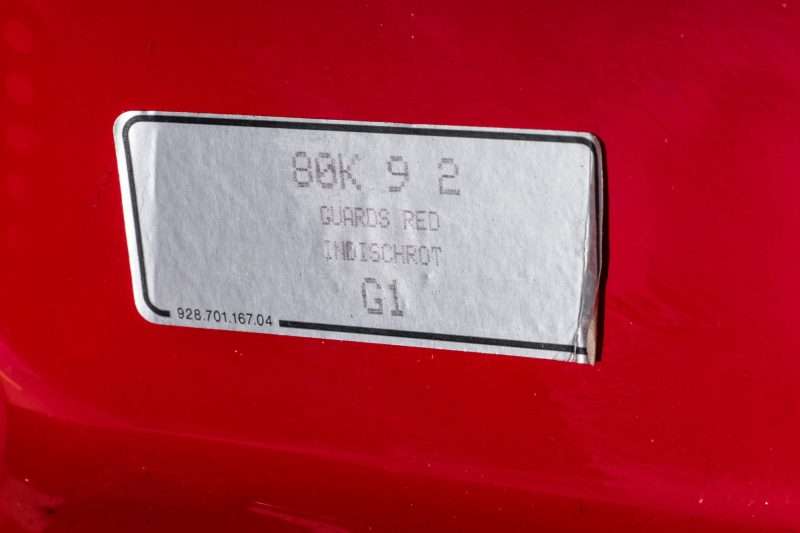 80K 9 2
GUARDS RED
INDISCHROT
G1
928.701.167.04